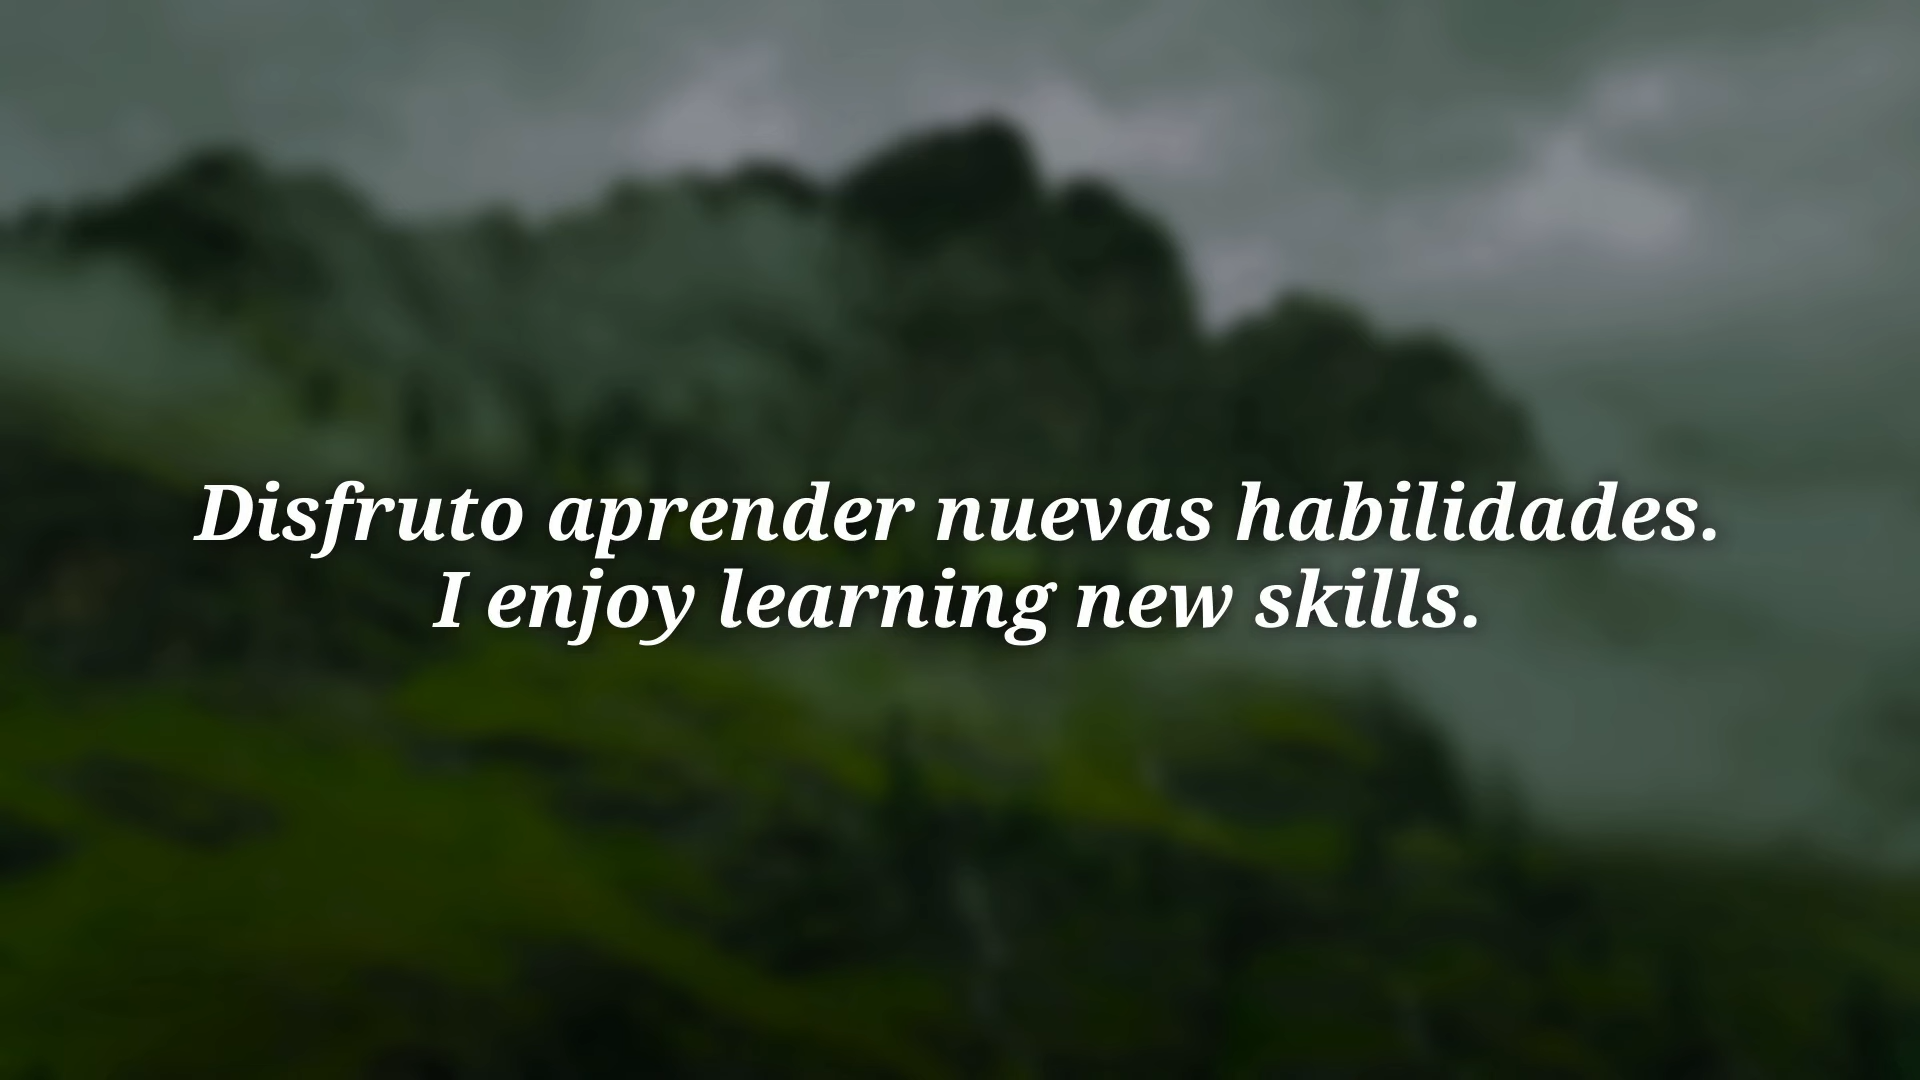 Disfruto aprender nuevas habilidades.
I enjoy learning new skills.